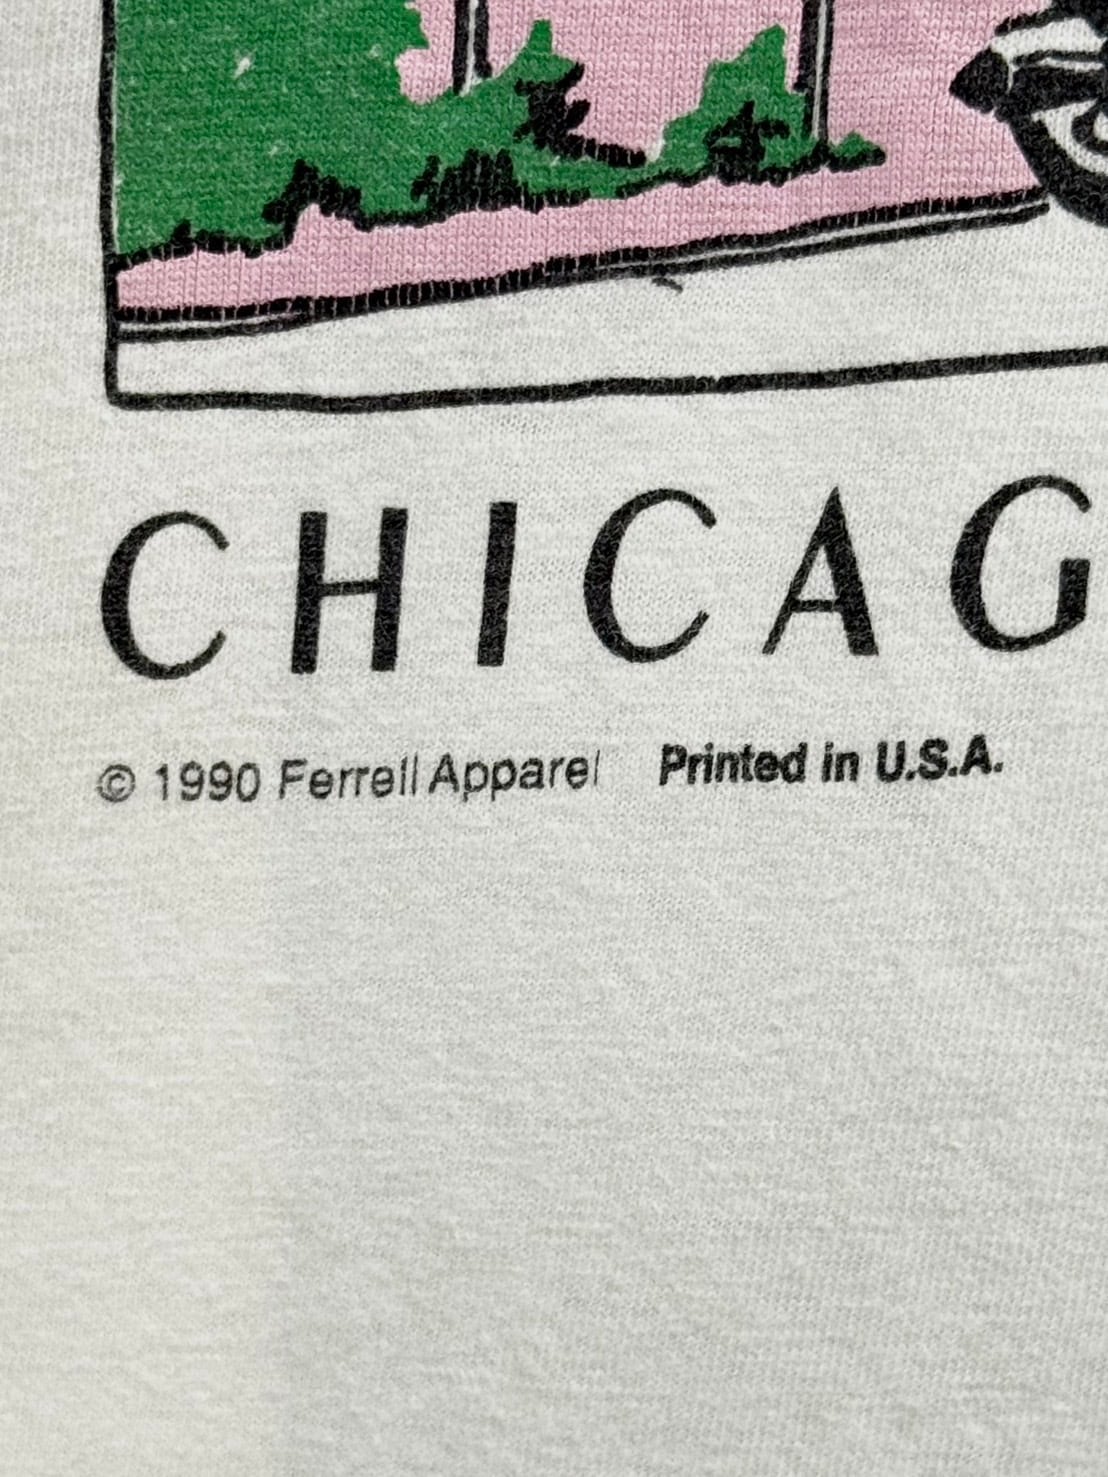 CHICAG
© 1990 Ferrell Apparel Printed in U.S.A.